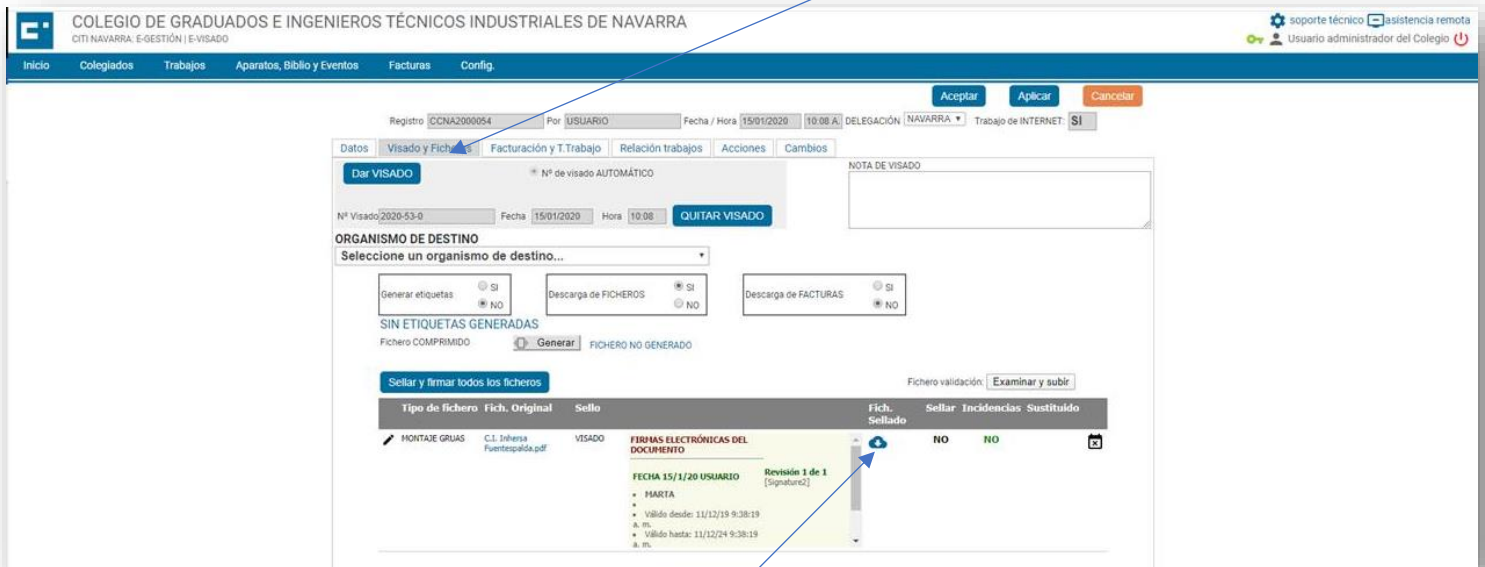 COLEGIO DE GRADUADOS E INGENIEROS TÉCNICOS INDUSTRIALES DE NAVARRA
CITI NAVARRA: E-GESTIÓN | E-VISADO
soporte técnico asistencia remota
Usuario administrador del Colegio
Inicio Colegiados Trabajos Aparatos, Biblio y Eventos Facturas Config.
Aceptar Aplicar Cancelar
Registro CCNA2000054 Por USUARIO Fecha / Hora 15/01/2020 10:08 A. DELEGACIÓN NAVARRA Trabajo de INTERNET: SI
Datos Visado y Ficheros Facturación y T.Trabajo Relación trabajos Acciones Cambios
Dar VISADO Nº de visado AUTOMÁTICO NOTA DE VISADO
Nº Visado 2020-53-0 Fecha 15/01/2020 Hora 10:08 QUITAR VISADO
ORGANISMO DE DESTINO
Seleccione un organismo de destino...
Generar etiquetas SI NO Descarga de FICHEROS SI NO Descarga de FACTURAS SI NO
SIN ETIQUETAS GENERADAS
Fichero COMPRIMIDO Generar FICHERO NO GENERADO
Sellar y firmar todos los ficheros Fichero validación: Examinar y subir
Tipo de fichero Fich. Original Sello Fich. Sellado Sellar Incidencias Sustituido
MONTAJE GRUAS C.I. Inhersa Fuentespalda.pdf VISADO FIRMAS ELECTRÓNICAS DEL DOCUMENTO NO NO
FECHA 15/1/20 USUARIO Revisión 1 de 1
[Signature2]
MARTA
Válido desde: 11/12/19 9:38:19
a. m.
Válido hasta: 11/12/24 9:38:19
a. m.